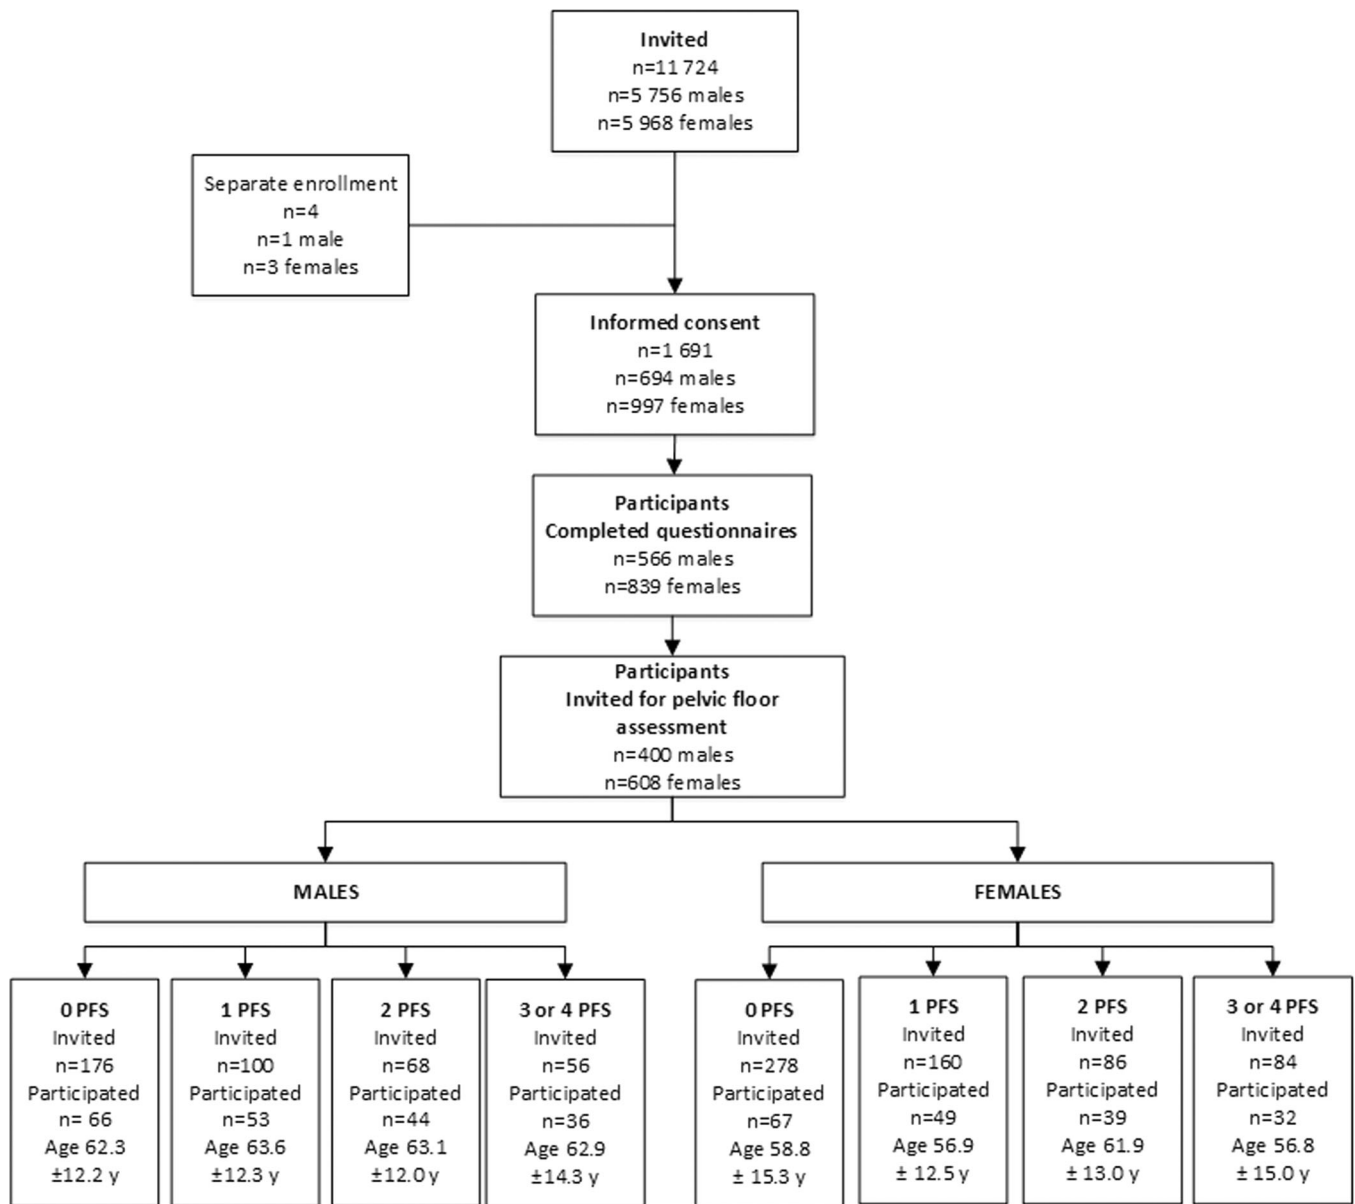 Invited
n=11 724
n=5 756 males
n=5 968 females
Separate enrollment
n=4
n=1 male
n=3 females
Informed consent
n=1 691
n=694 males
n=997 females
Participants
Completed questionnaires
n=566 males
n=839 females
Participants
Invited for pelvic floor
assessment
n=400 males
n=608 females
MALES
FEMALES
0 PFS
Invited
n=176
Participated
n= 66
Age 62.3
±12.2 y
1 PFS
Invited
n=100
Participated
n=53
Age 63.6
±12.3 y
2 PFS
Invited
n=68
Participated
n=44
Age 63.1
±12.0 y
3 or 4 PFS
Invited
n=56
Participated
n=36
Age 62.9
±14.3 y
0 PFS
Invited
n=278
Participated
n=67
Age 58.8
± 15.3 y
1 PFS
Invited
n=160
Participated
n=49
Age 56.9
± 12.5 y
2 PFS
Invited
n=86
Participated
n=39
Age 61.9
± 13.0 y
3 or 4 PFS
Invited
n=84
Participated
n=32
Age 56.8
± 15.0 y